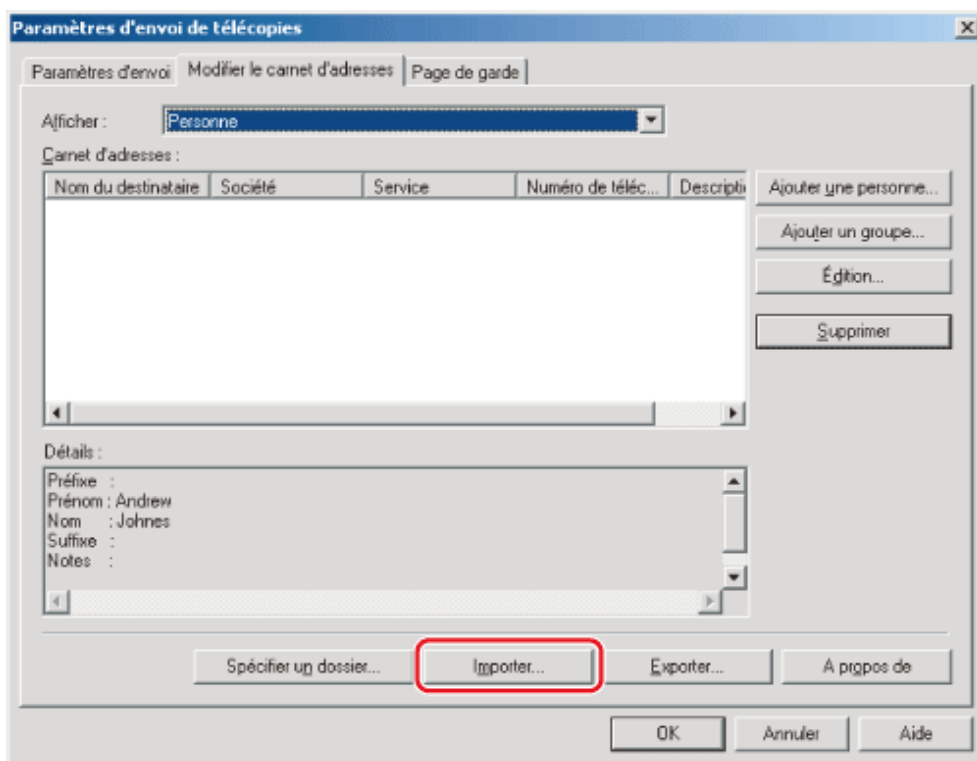 Paramètres d'envoi de télécopies
Paramètres d'envoi Modifier le carnet d'adresses Page de garde
Afficher : Personne
Carnet d'adresses :
Nom du destinataire Société Service Numéro de téléc... Descripti
Ajouter une personne...
Ajouter un groupe...
Édition...
Supprimer
Détails :
Préfixe :
Prénom : Andrew
Nom : Johnes
Suffixe :
Notes :
Spécifier un dossier... Importer... Exporter... A propos de
OK Annuler Aide